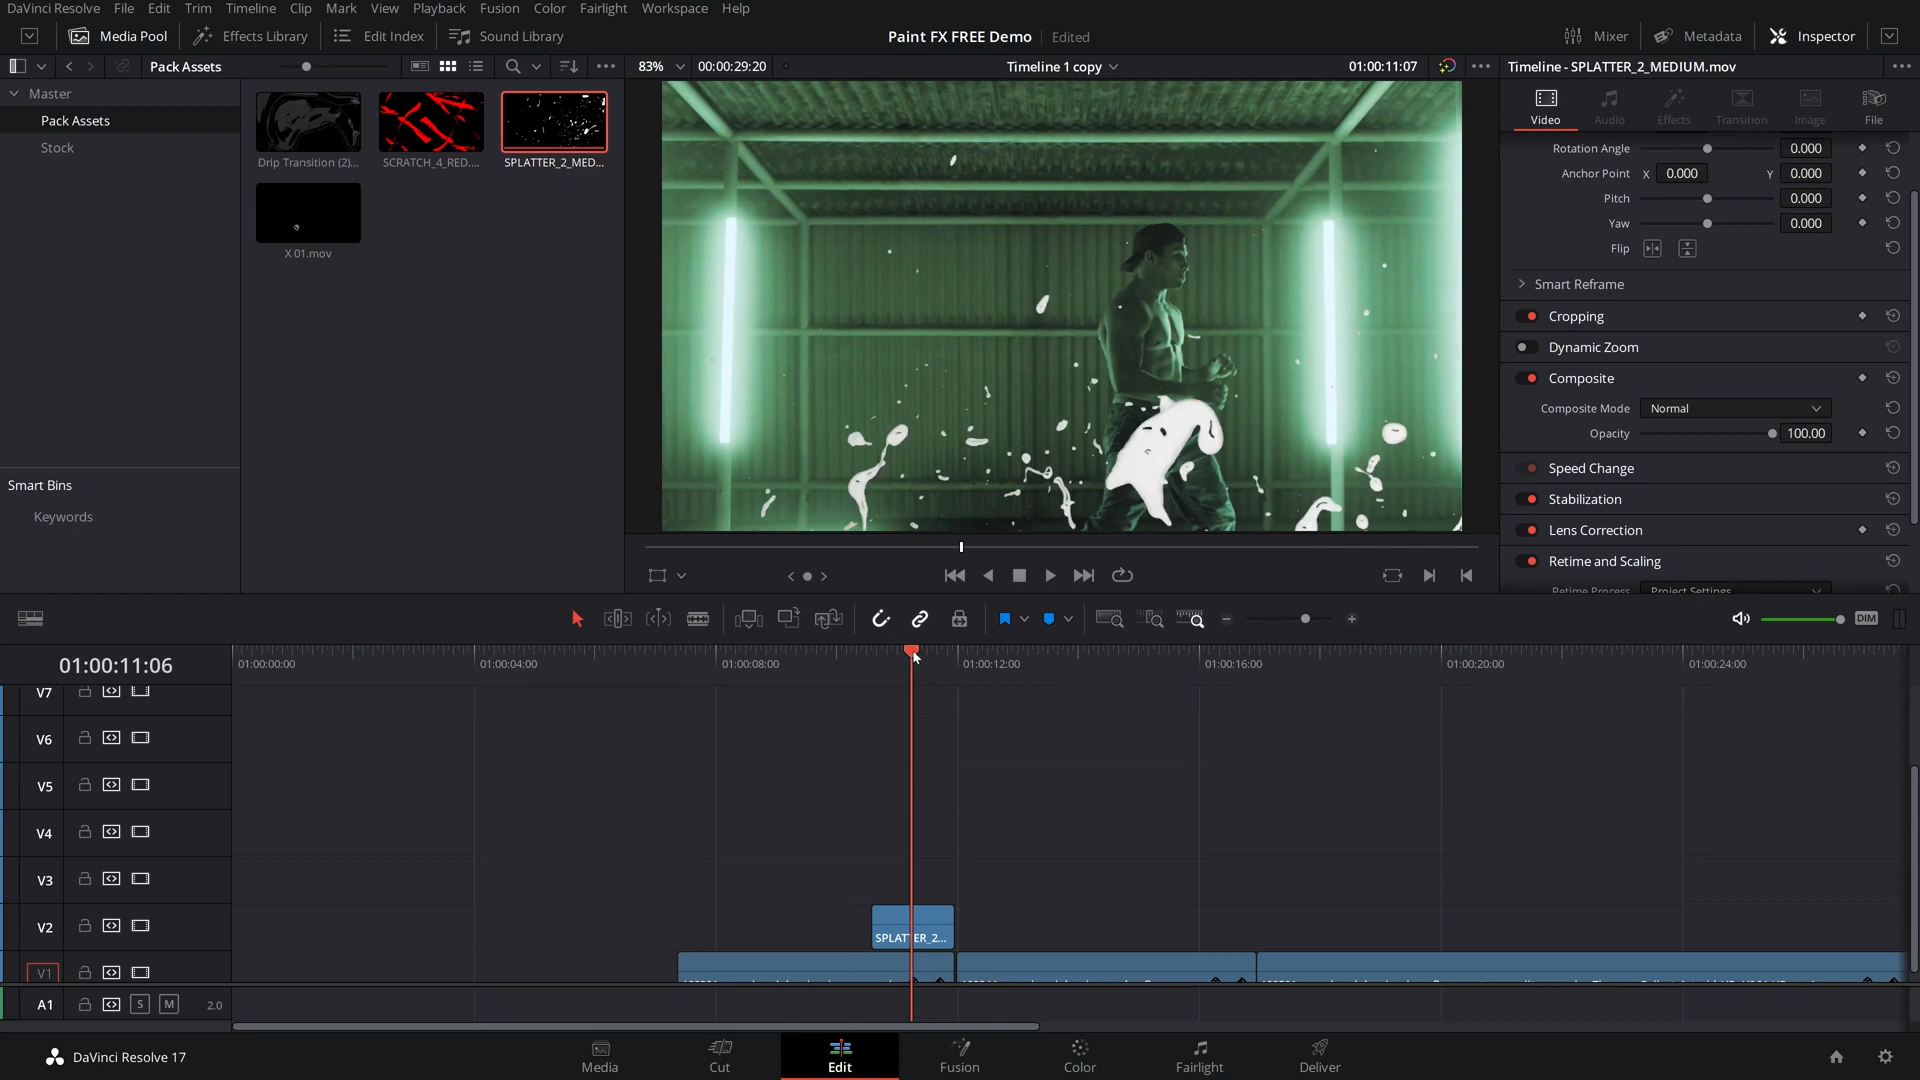 DaVinci Resolve File Edit Trim Timeline Clip Mark View Playback Fusion Color Fairlight Workspace Help
Media Pool Effects Library Edit Index Sound Library Paint FX FREE Demo Edited Mixer Metadata Inspector
Pack Assets 83% 00:00:29:20 Timeline 1 copy 01:00:11:07 Timeline - SPLATTER_2_MEDIUM.mov
Master
Pack Assets
Stock
Drip Transition (2)... SCRATCH_4_RED.... SPLATTER_2_MED...
X 01.mov
Smart Bins
Keywords
Video Audio Effects Transition Image File
Rotation Angle 0.000
Anchor Point X 0.000 Y 0.000
Pitch 0.000
Yaw 0.000
Flip
Smart Reframe
Cropping
Dynamic Zoom
Composite
Composite Mode Normal
Opacity 100.00
Speed Change
Stabilization
Lens Correction
Retime and Scaling
Retime Process Project Settings
DIM
01:00:11:06 01:00:00:00 01:00:04:00 01:00:08:00 01:00:12:00 01:00:16:00 01:00:20:00 01:00:24:00
V7
V6
V5
V4
V3
V2 SPLATTER_2...
V1
A1 S M 2.0
DaVinci Resolve 17 Media Cut Edit Fusion Color Fairlight Deliver